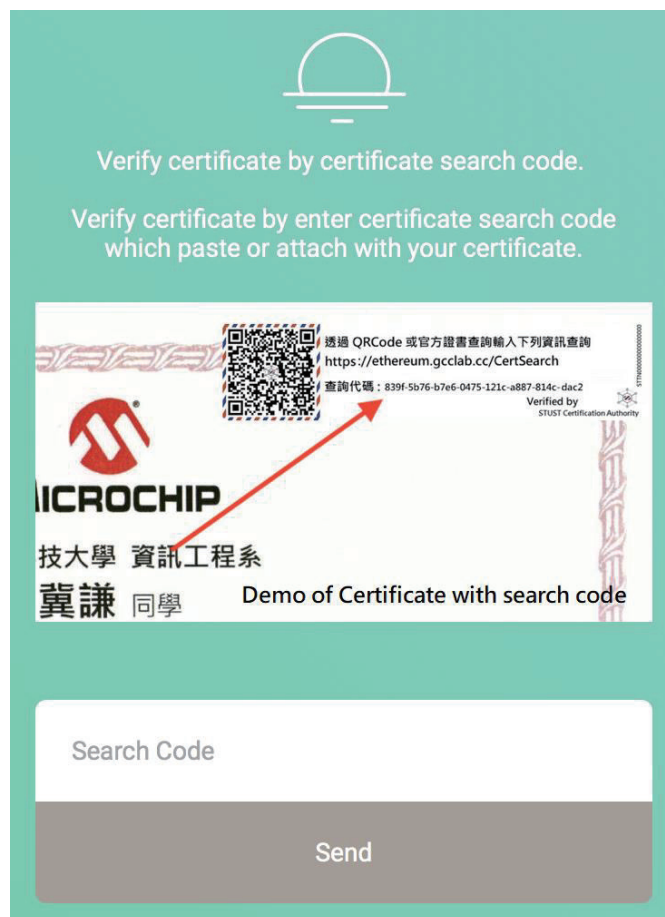 Verify certificate by certificate search code.
Verify certificate by enter certificate search code
which paste or attach with your certificate.
透過 QRCode 或官方證書查詢輸入下列資訊查詢
https://ethereum.gcclab.cc/CertSearch
查詢代碼：839f-5b76-b7e6-0475-121c-a887-814c-dac2
Verified by
STUST Certification Authority
ICROCHIP
技大學 資訊工程系
冀謙 同學
Demo of Certificate with search code
Search Code
Send